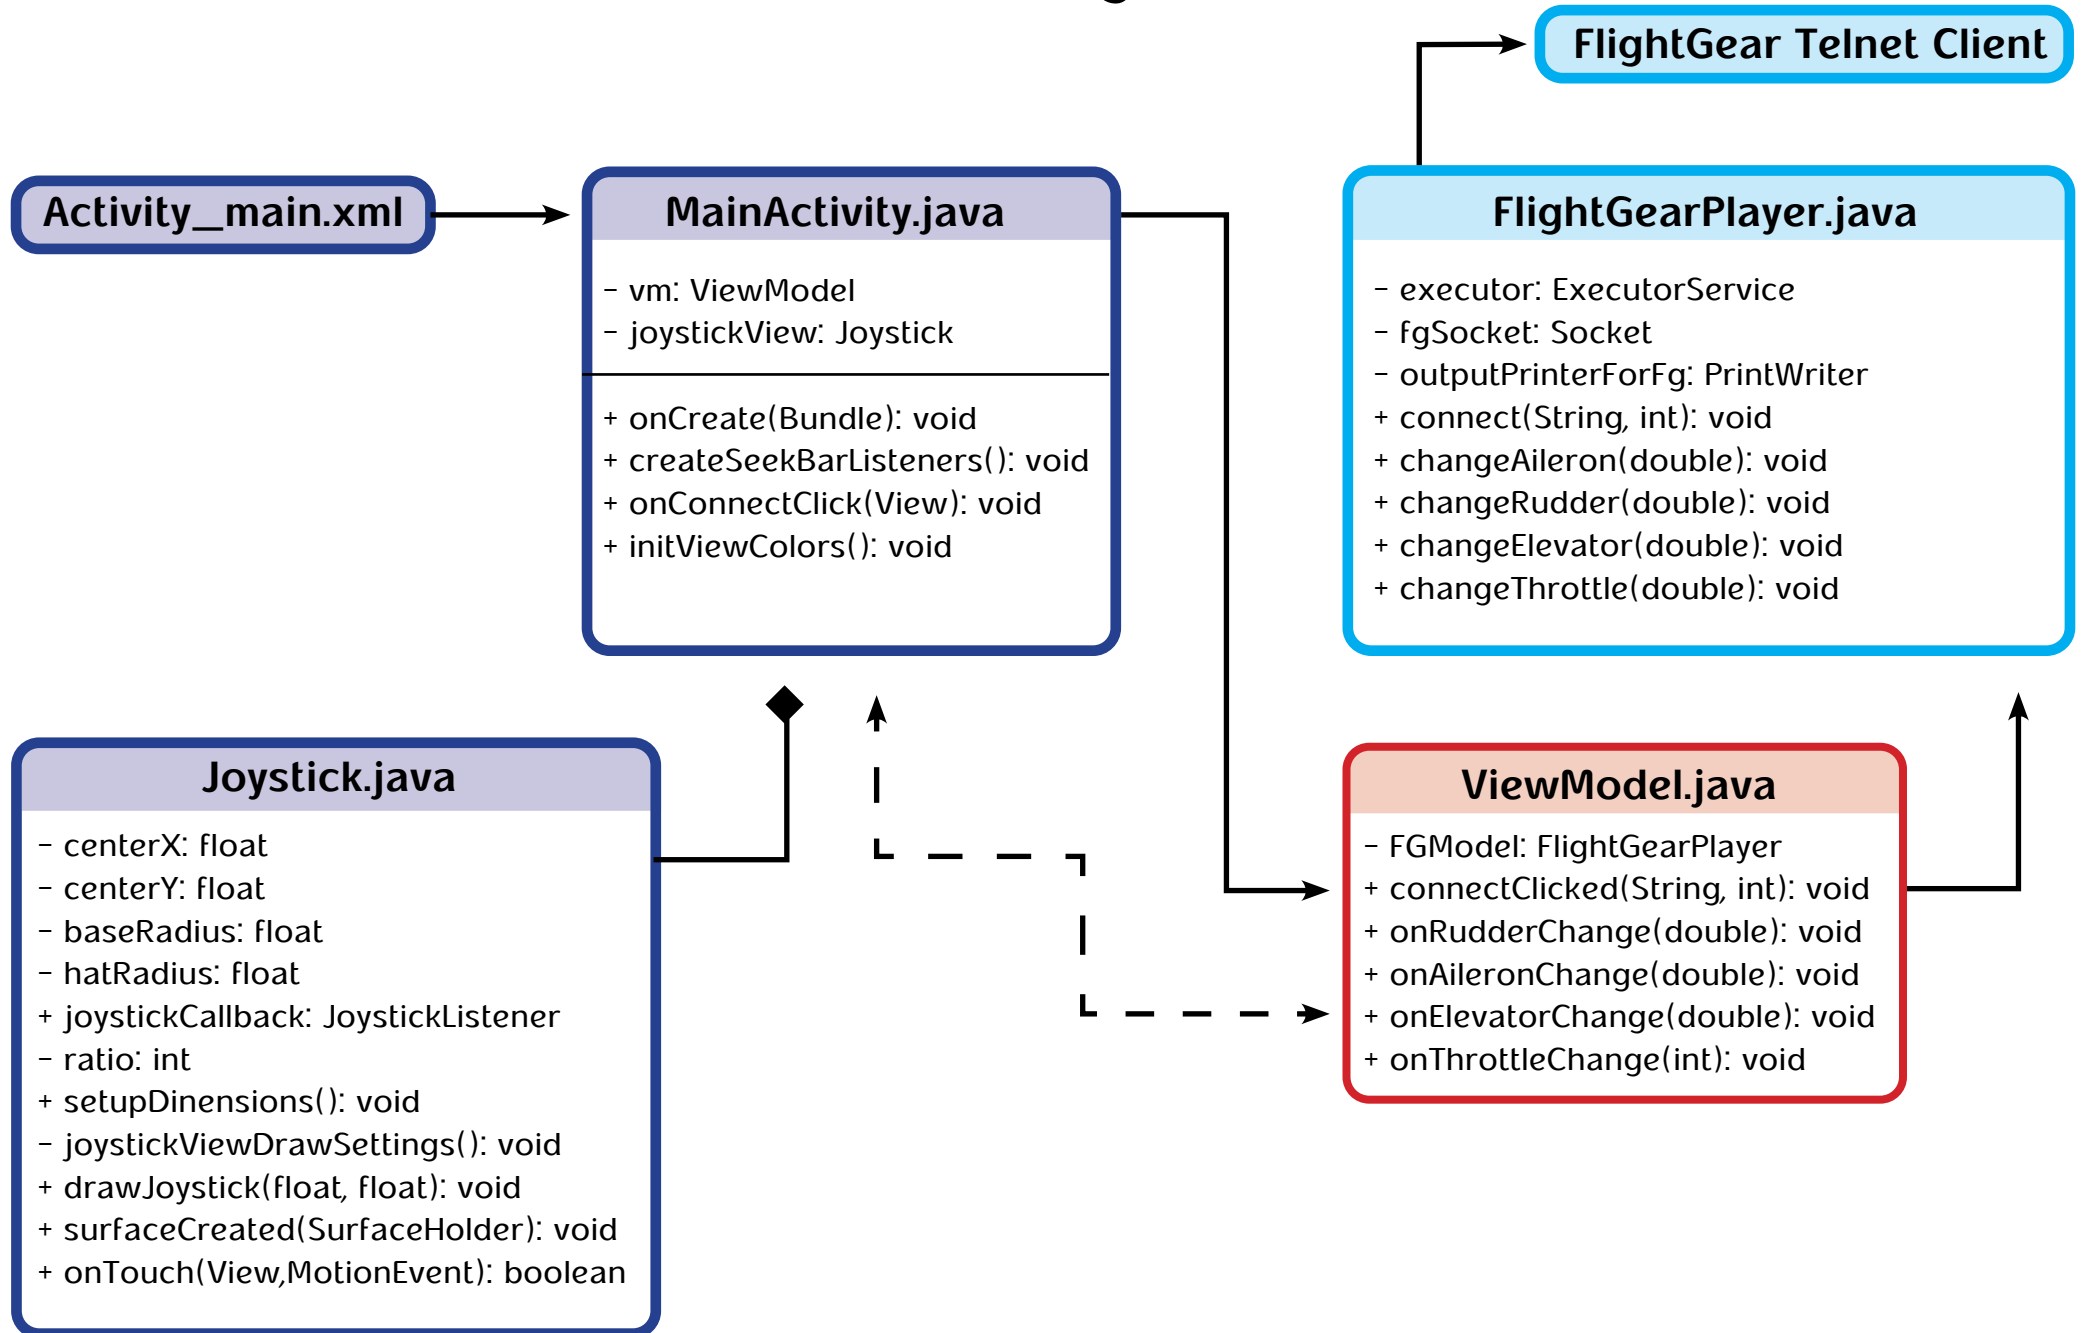 FlightGear Telnet Client
Activity_main.xml
MainActivity.java
- vm: ViewModel
- joystickView: Joystick
+ onCreate(Bundle): void
+ createSeekBarListeners(): void
+ onConnectClick(View): void
+ initViewColors(): void
FlightGearPlayer.java
- executor: ExecutorService
- fgSocket: Socket
- outputPrinterForFg: PrintWriter
+ connect(String, int): void
+ changeAileron(double): void
+ changeRudder(double): void
+ changeElevator(double): void
+ changeThrottle(double): void
Joystick.java
- centerX: float
- centerY: float
- baseRadius: float
- hatRadius: float
+ joystickCallback: JoystickListener
- ratio: int
+ setupDinensions(): void
- joystickViewDrawSettings(): void
+ drawJoystick(float, float): void
+ surfaceCreated(SurfaceHolder): void
+ onTouch(View,MotionEvent): boolean
ViewModel.java
- FGModel: FlightGearPlayer
+ connectClicked(String, int): void
+ onRudderChange(double): void
+ onAileronChange(double): void
+ onElevatorChange(double): void
+ onThrottleChange(int): void